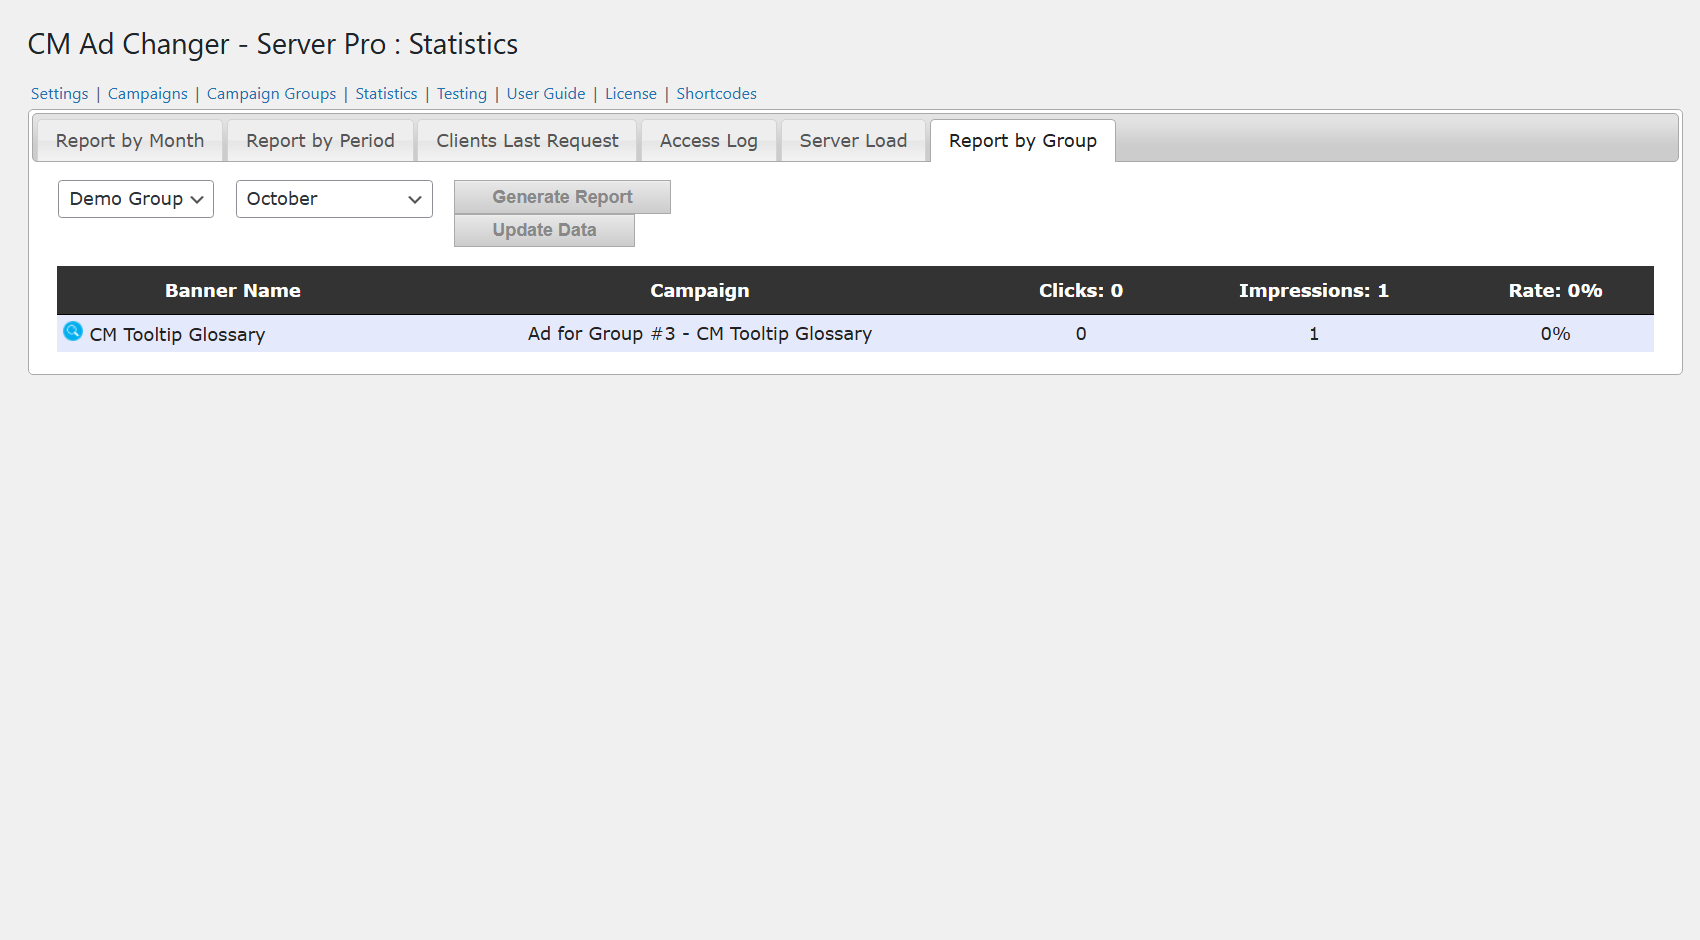 CM Ad Changer - Server Pro : Statistics
Settings | Campaigns | Campaign Groups | Statistics | Testing | User Guide | License | Shortcodes
Report by Month Report by Period Clients Last Request Access Log Server Load Report by Group
Demo Group October Generate Report
Update Data
Banner Name Campaign Clicks: 0 Impressions: 1 Rate: 0%
CM Tooltip Glossary Ad for Group #3 - CM Tooltip Glossary 0 1 0%